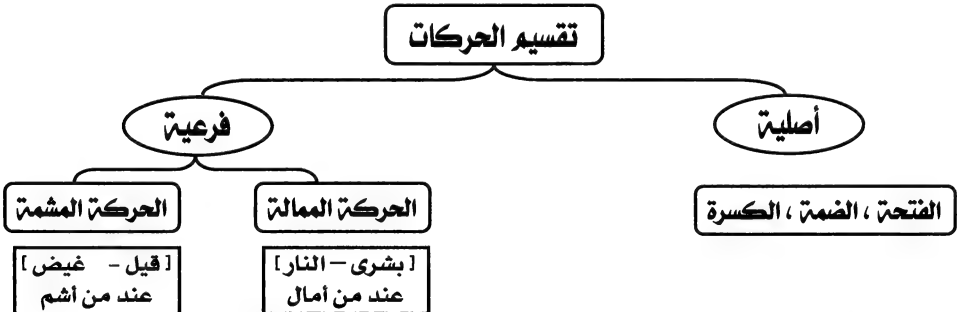 تقسيم الحركات
أصلية
فرعية
الفتحة ، الضمة ، الكسرة
الحركة الممالة
الحركة المشمة
[ بشرى – النار ]
عند من أمال
[ قيل - غيض ]
عند من أشم